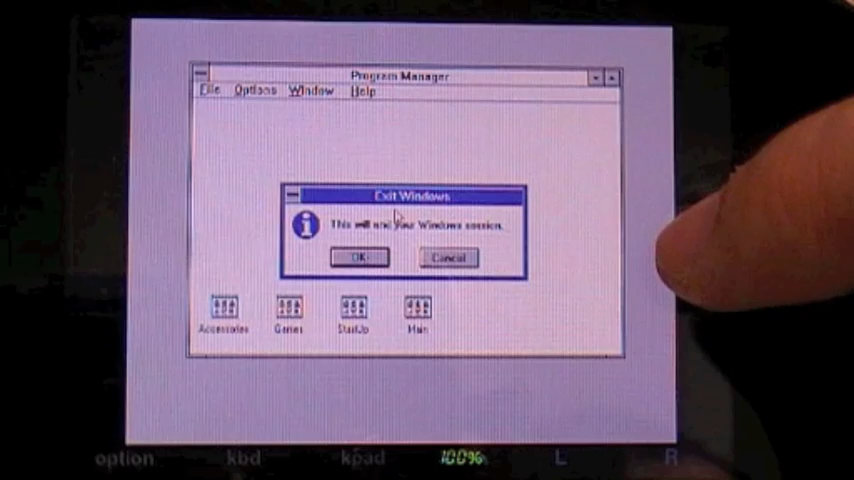 Program Manager
File Options Window Help
Exit Windows
This will end your Windows session.
OK Cancel
Accessories Games StartUp Main
option kbd kpad 100% L R